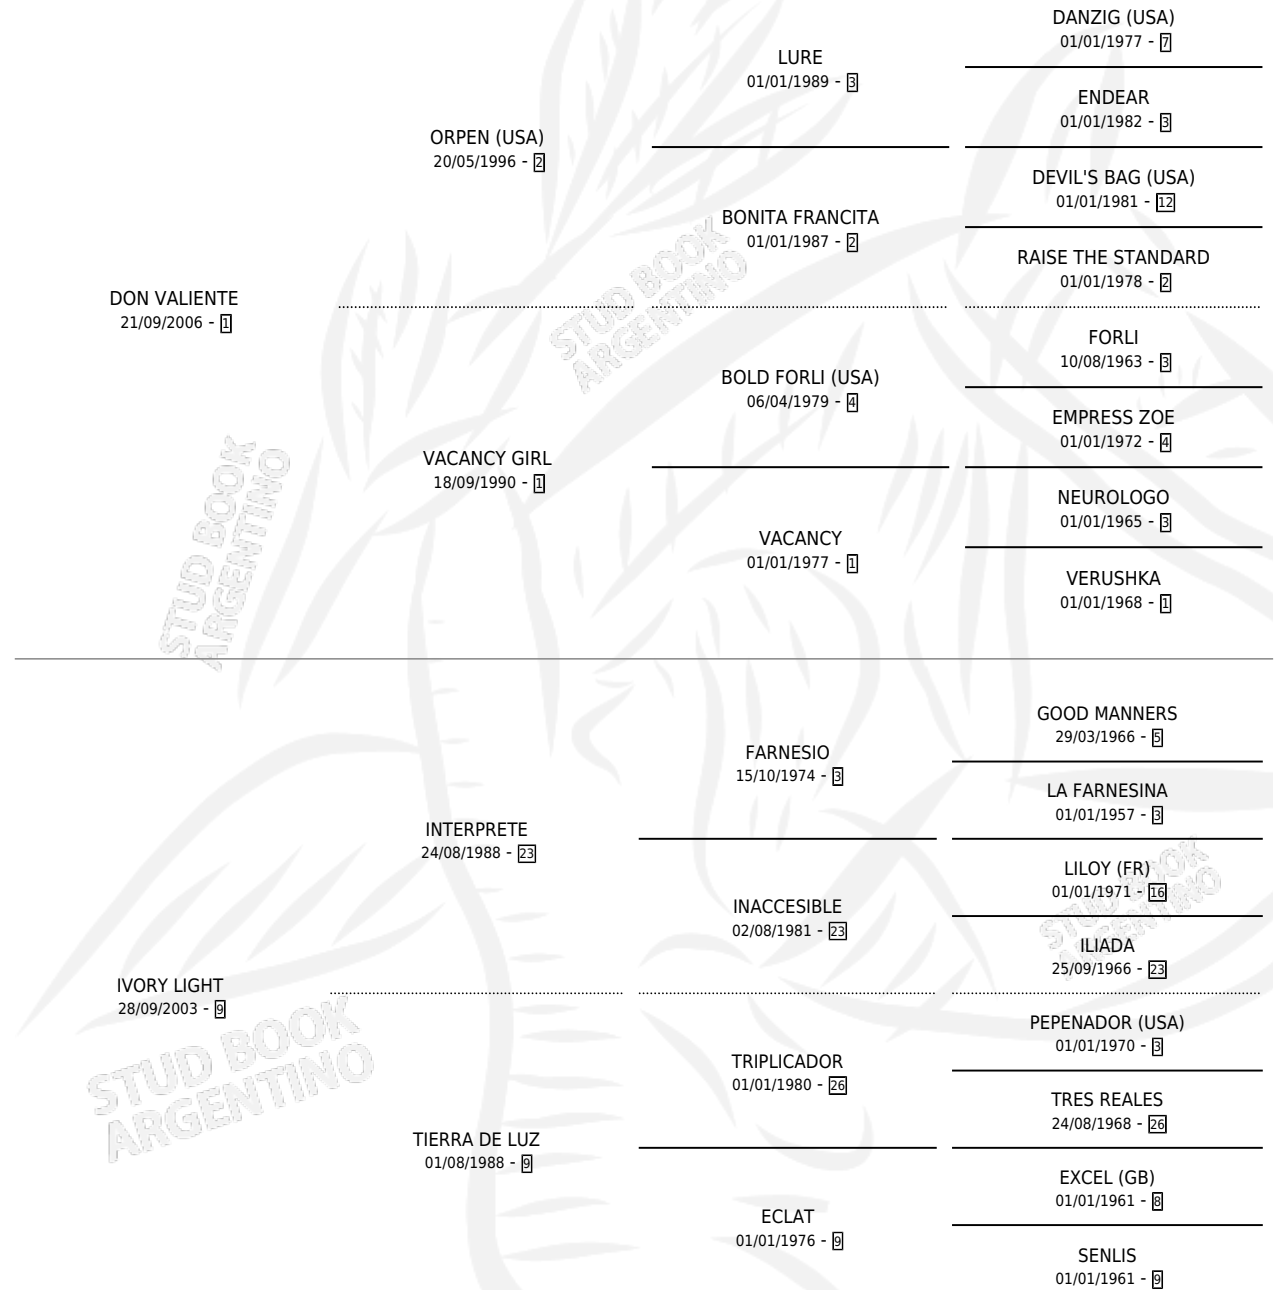 DANZIG (USA)
01/01/1977 - 7
LURE
01/01/1989 - 3
ENDEAR
01/01/1982 - 3
ORPEN (USA)
20/05/1996 - 2
DEVIL'S BAG (USA)
01/01/1981 - 12
BONITA FRANCITA
01/01/1987 - 2
RAISE THE STANDARD
01/01/1978 - 2
DON VALIENTE
21/09/2006 - 1
FORLI
10/08/1963 - 3
BOLD FORLI (USA)
06/04/1979 - 4
EMPRESS ZOE
01/01/1972 - 4
VACANCY GIRL
18/09/1990 - 1
NEUROLOGO
01/01/1965 - 3
VACANCY
01/01/1977 - 1
VERUSHKA
01/01/1968 - 1
STUD BOOK
ARGENTINO
STUD BOOK
ARGENTINO
GOOD MANNERS
29/03/1966 - 5
FARNESIO
15/10/1974 - 3
LA FARNESINA
01/01/1957 - 3
INTERPRETE
24/08/1988 - 23
LILOY (FR)
01/01/1971 - 16
INACCESIBLE
02/08/1981 - 23
ILIADA
25/09/1966 - 23
STUD BOOK
ARGENTINO
IVORY LIGHT
28/09/2003 - 9
PEPENADOR (USA)
01/01/1970 - 3
TRIPLICADOR
01/01/1980 - 26
TRES REALES
24/08/1968 - 26
TIERRA DE LUZ
01/08/1988 - 9
EXCEL (GB)
01/01/1961 - 8
ECLAT
01/01/1976 - 9
SENLIS
01/01/1961 - 9
STUD BOOK
ARGENTINO